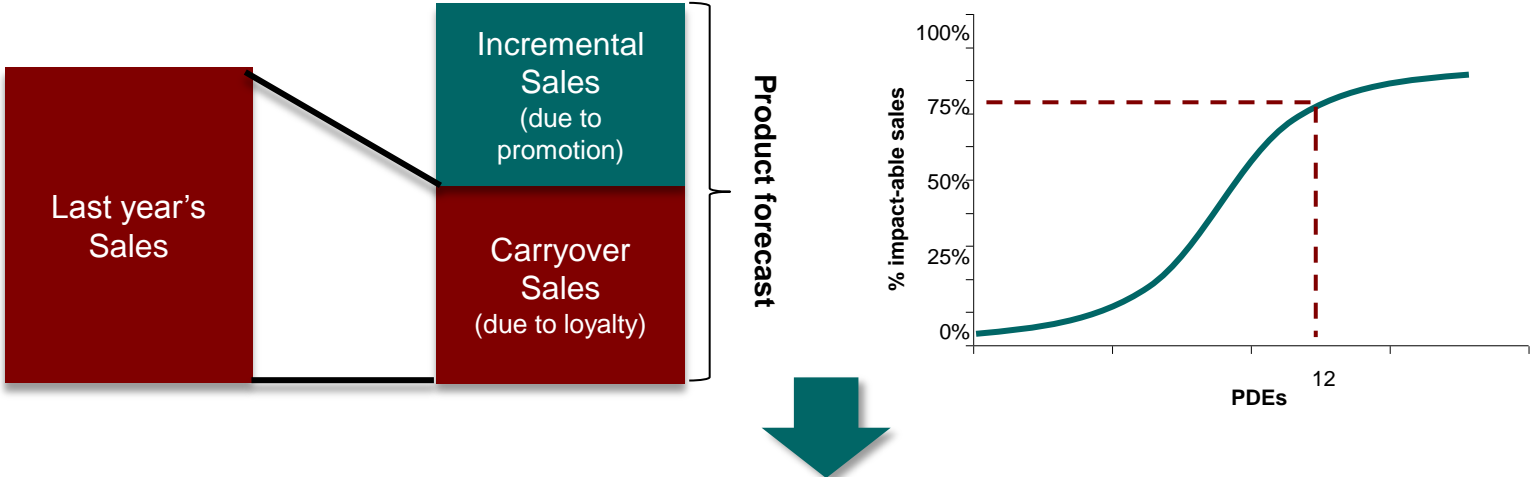 Last year's
Sales
Incremental
Sales
(due to
promotion)
Carryover
Sales
(due to loyalty)
Product forecast
% impact-able sales
100%
75%
50%
25%
0%
12
PDEs